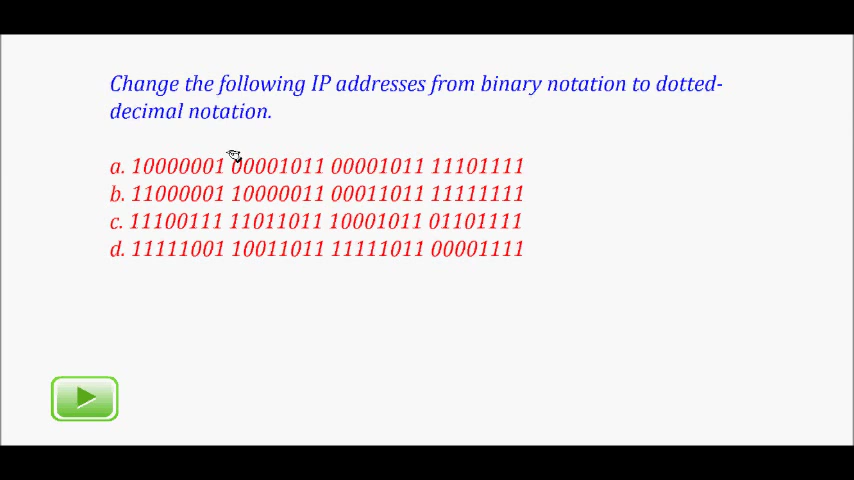 Change the following IP addresses from binary notation to dotted-
decimal notation.
a. 10000001 00001011 00001011 11101111
b. 11000001 10000011 00011011 11111111
c. 11100111 11011011 10001011 01101111
d. 11111001 10011011 11111011 00001111